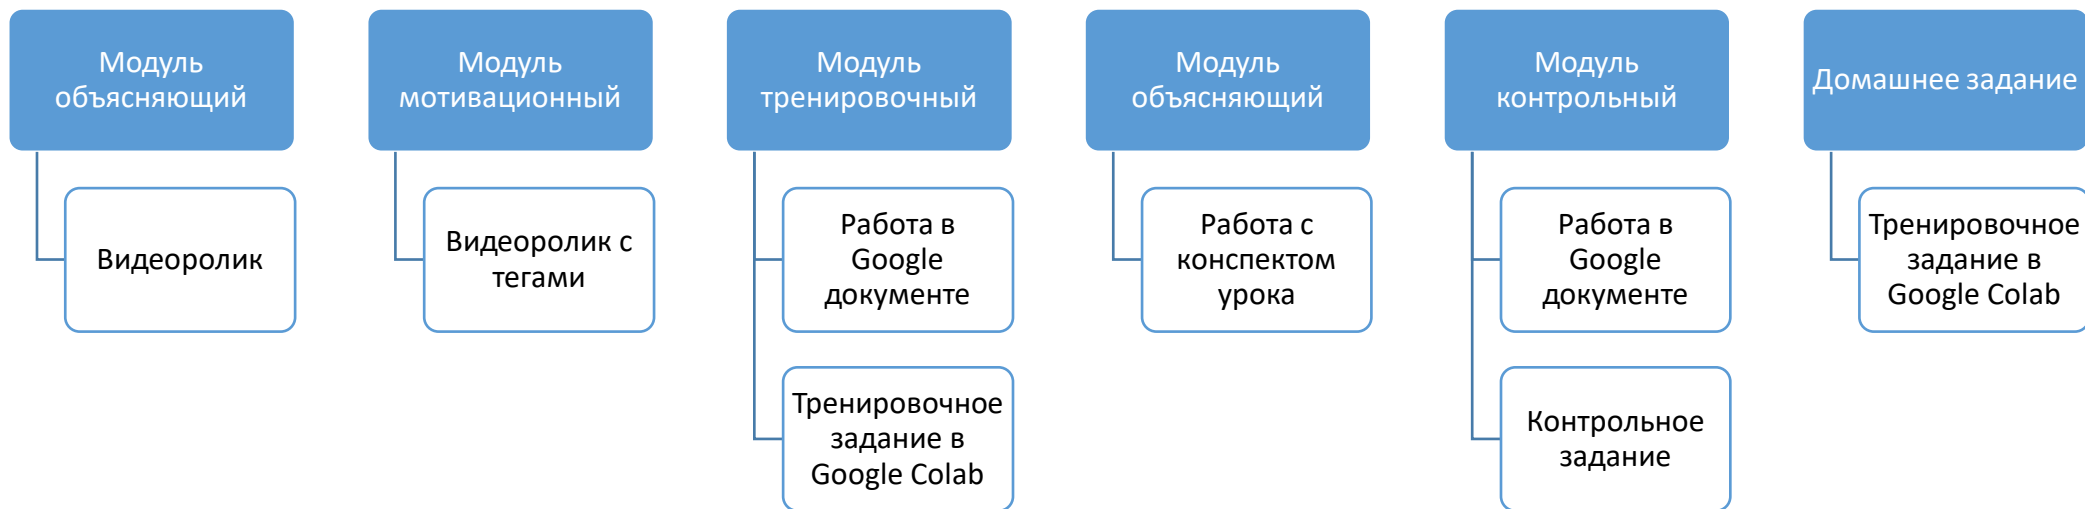 Модуль
объясняющий
Видеоролик
Модуль
мотивационный
Видеоролик с
тегами
Модуль
тренировочный
Работа в
Google
документе
Тренировочное
задание в
Google Colab
Модуль
объясняющий
Работа с
конспектом
урока
Модуль
контрольный
Работа в
Google
документе
Контрольное
задание
Домашнее задание
Тренировочное
задание в
Google Colab